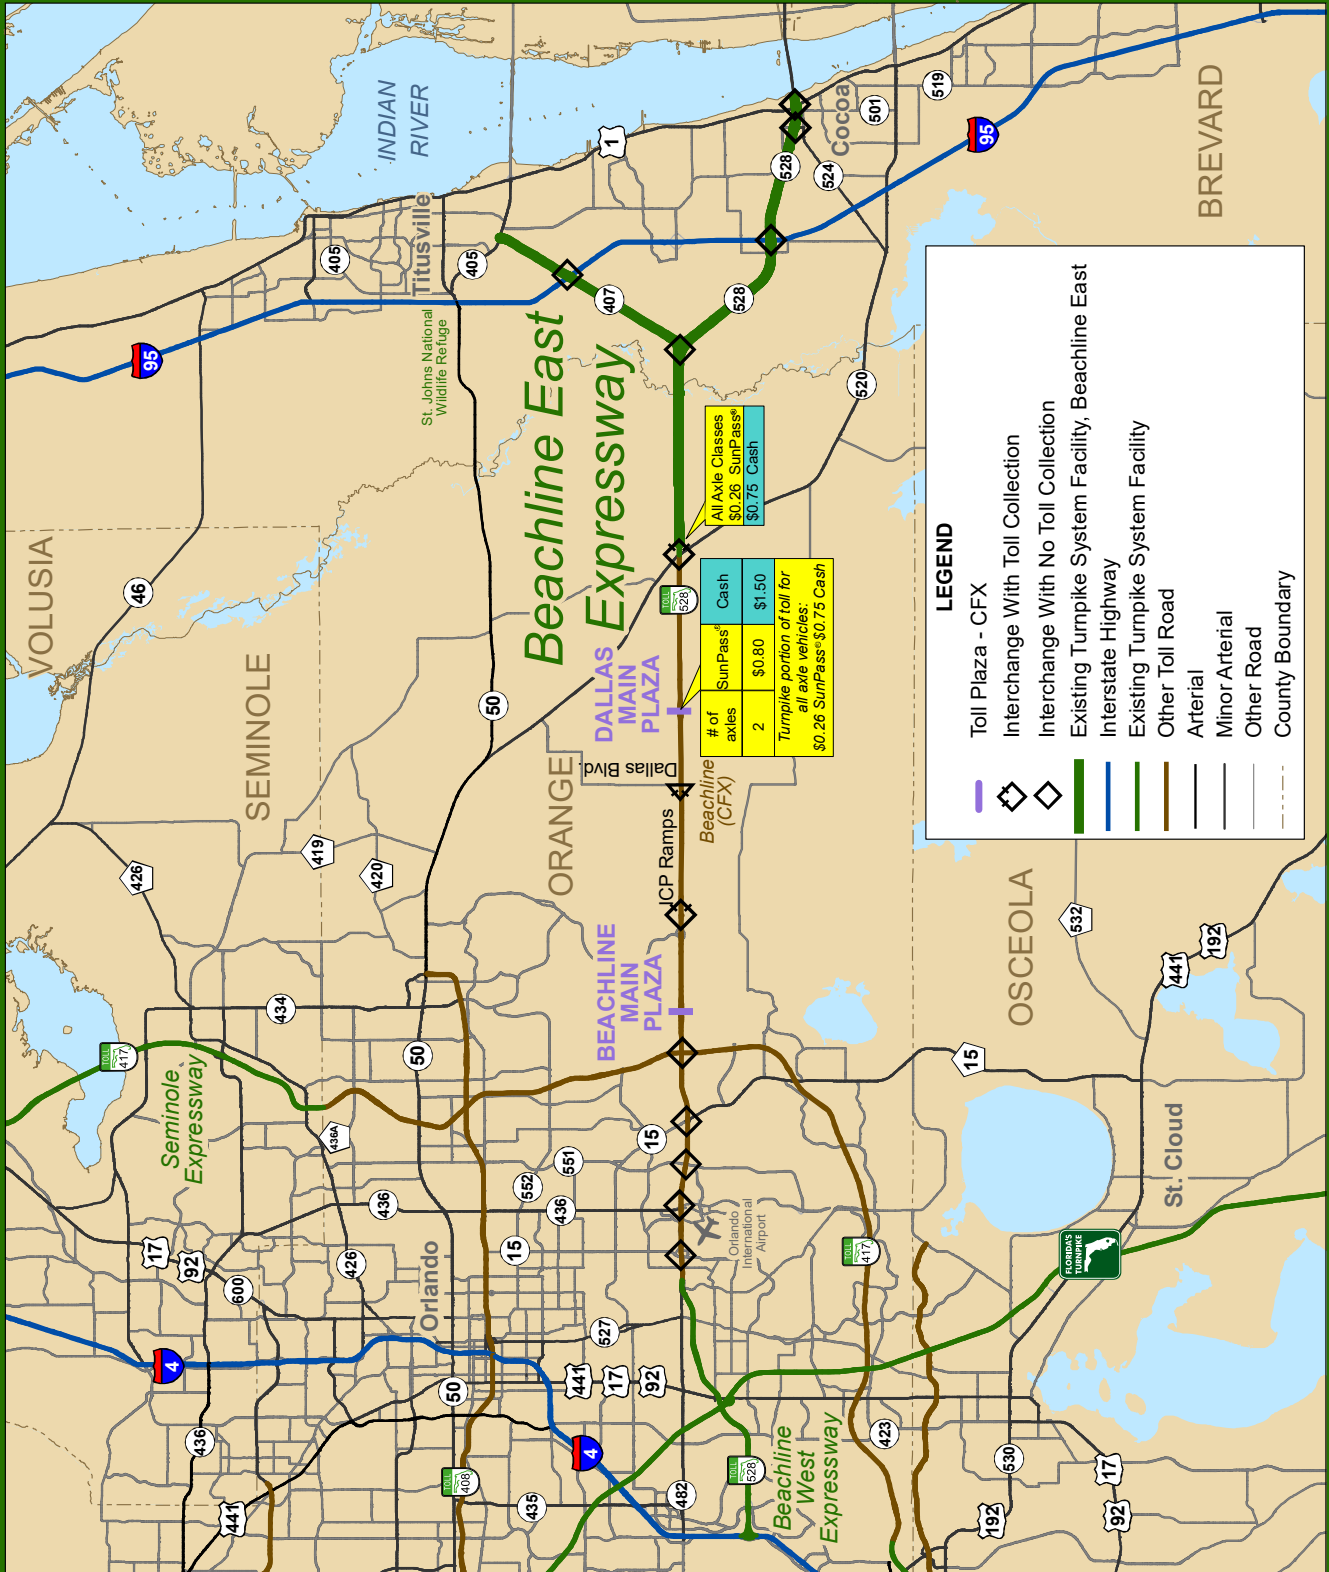 VOLUSIA
46
SEMINOLE
426
419
420
434
TOLL
417
Seminole
Expressway
436A
436
17
92
600
426
Orlando
4
436
441
50
TOLL
408
435
95
405
Titusville
405
St. Johns National
Wildlife Refuge
INDIAN
RIVER
1
50
50
Beachline East
Expressway
407
528
528
524
Cocoa
501
519
95
BREVARD
520
ORANGE
Dallas Blvd.
DALLAS
MAIN
PLAZA
TOLL
528
All Axle Classes
$0.26 SunPass®
$0.75 Cash
# of
axles
SunPass®
Cash
2
$0.80
$1.50
Turnpike portion of toll for
all axle vehicles:
$0.26 SunPass® $0.75 Cash
Beachline
(CFX)
ICP Ramps
BEACHLINE
MAIN
PLAZA
15
551
552
436
15
527
441
17
92
4
482
Orlando
International
Airport
TOLL
528
Beachline
West
Expressway
TOLL
417
423
530
192
17
92
FLORIDA'S
TURNPIKE
St. Cloud
15
OSCEOLA
532
441
192
LEGEND
Toll Plaza - CFX
Interchange With Toll Collection
Interchange With No Toll Collection
Existing Turnpike System Facility, Beachline East
Interstate Highway
Existing Turnpike System Facility
Other Toll Road
Arterial
Minor Arterial
Other Road
County Boundary